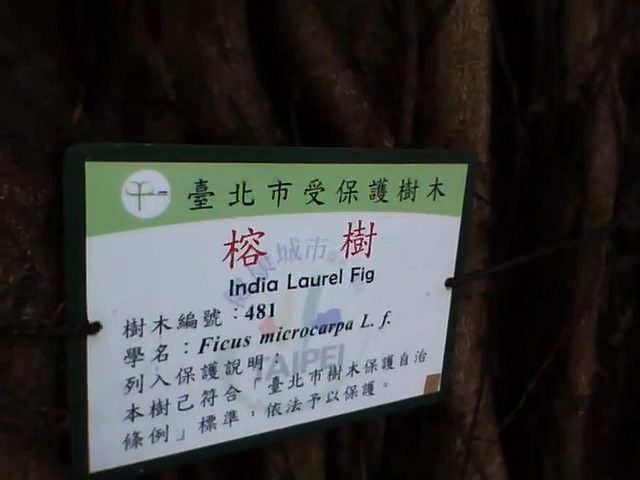 臺北市受保護樹木
榕樹
India Laurel Fig
樹木編號：481
學名：Ficus microcarpa L. f.
列入保護說明：
本樹已符合「臺北市樹木保護自治
條例」標準，依法予以保護。
TAIPEI